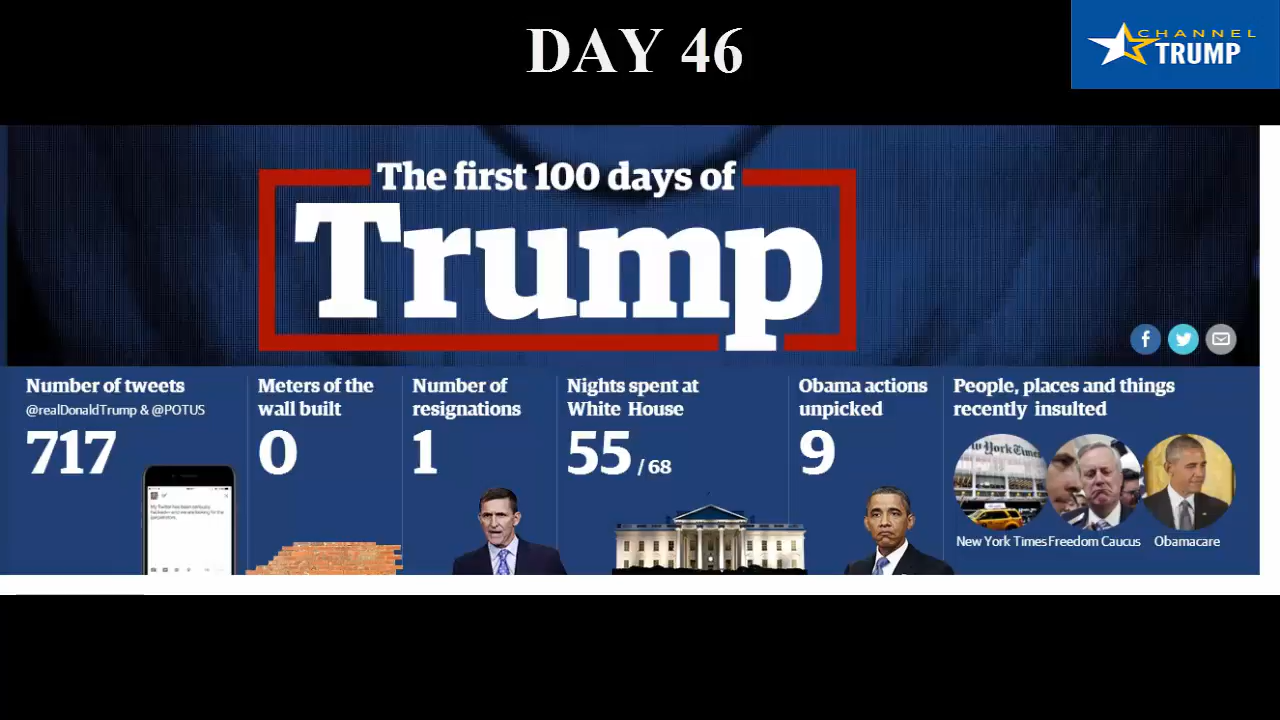 DAY 46
CHANNEL
TRUMP
The first 100 days of
Trump
Number of tweets
@realDonaldTrump & @POTUS
717
Meters of the
wall built
0
Number of
resignations
1
Nights spent at
White House
55 / 68
Obama actions
unpicked
9
People, places and things
recently insulted
New York Times
Freedom Caucus
Obamacare